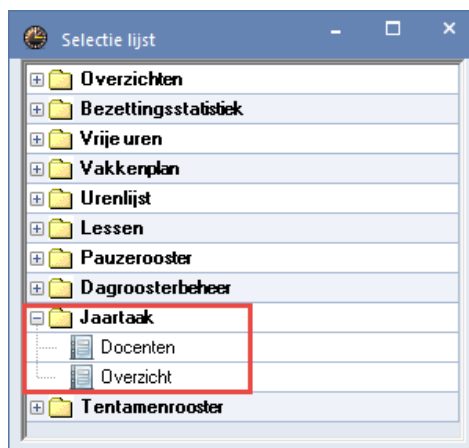 Selectie lijst
Overzichten
Bezettingsstatistiek
Vrije uren
Vakkenplan
Urenlijst
Lessen
Pauzerooster
Dagroosterbeheer
Jaartaak
Docenten
Overzicht
Tentamenrooster